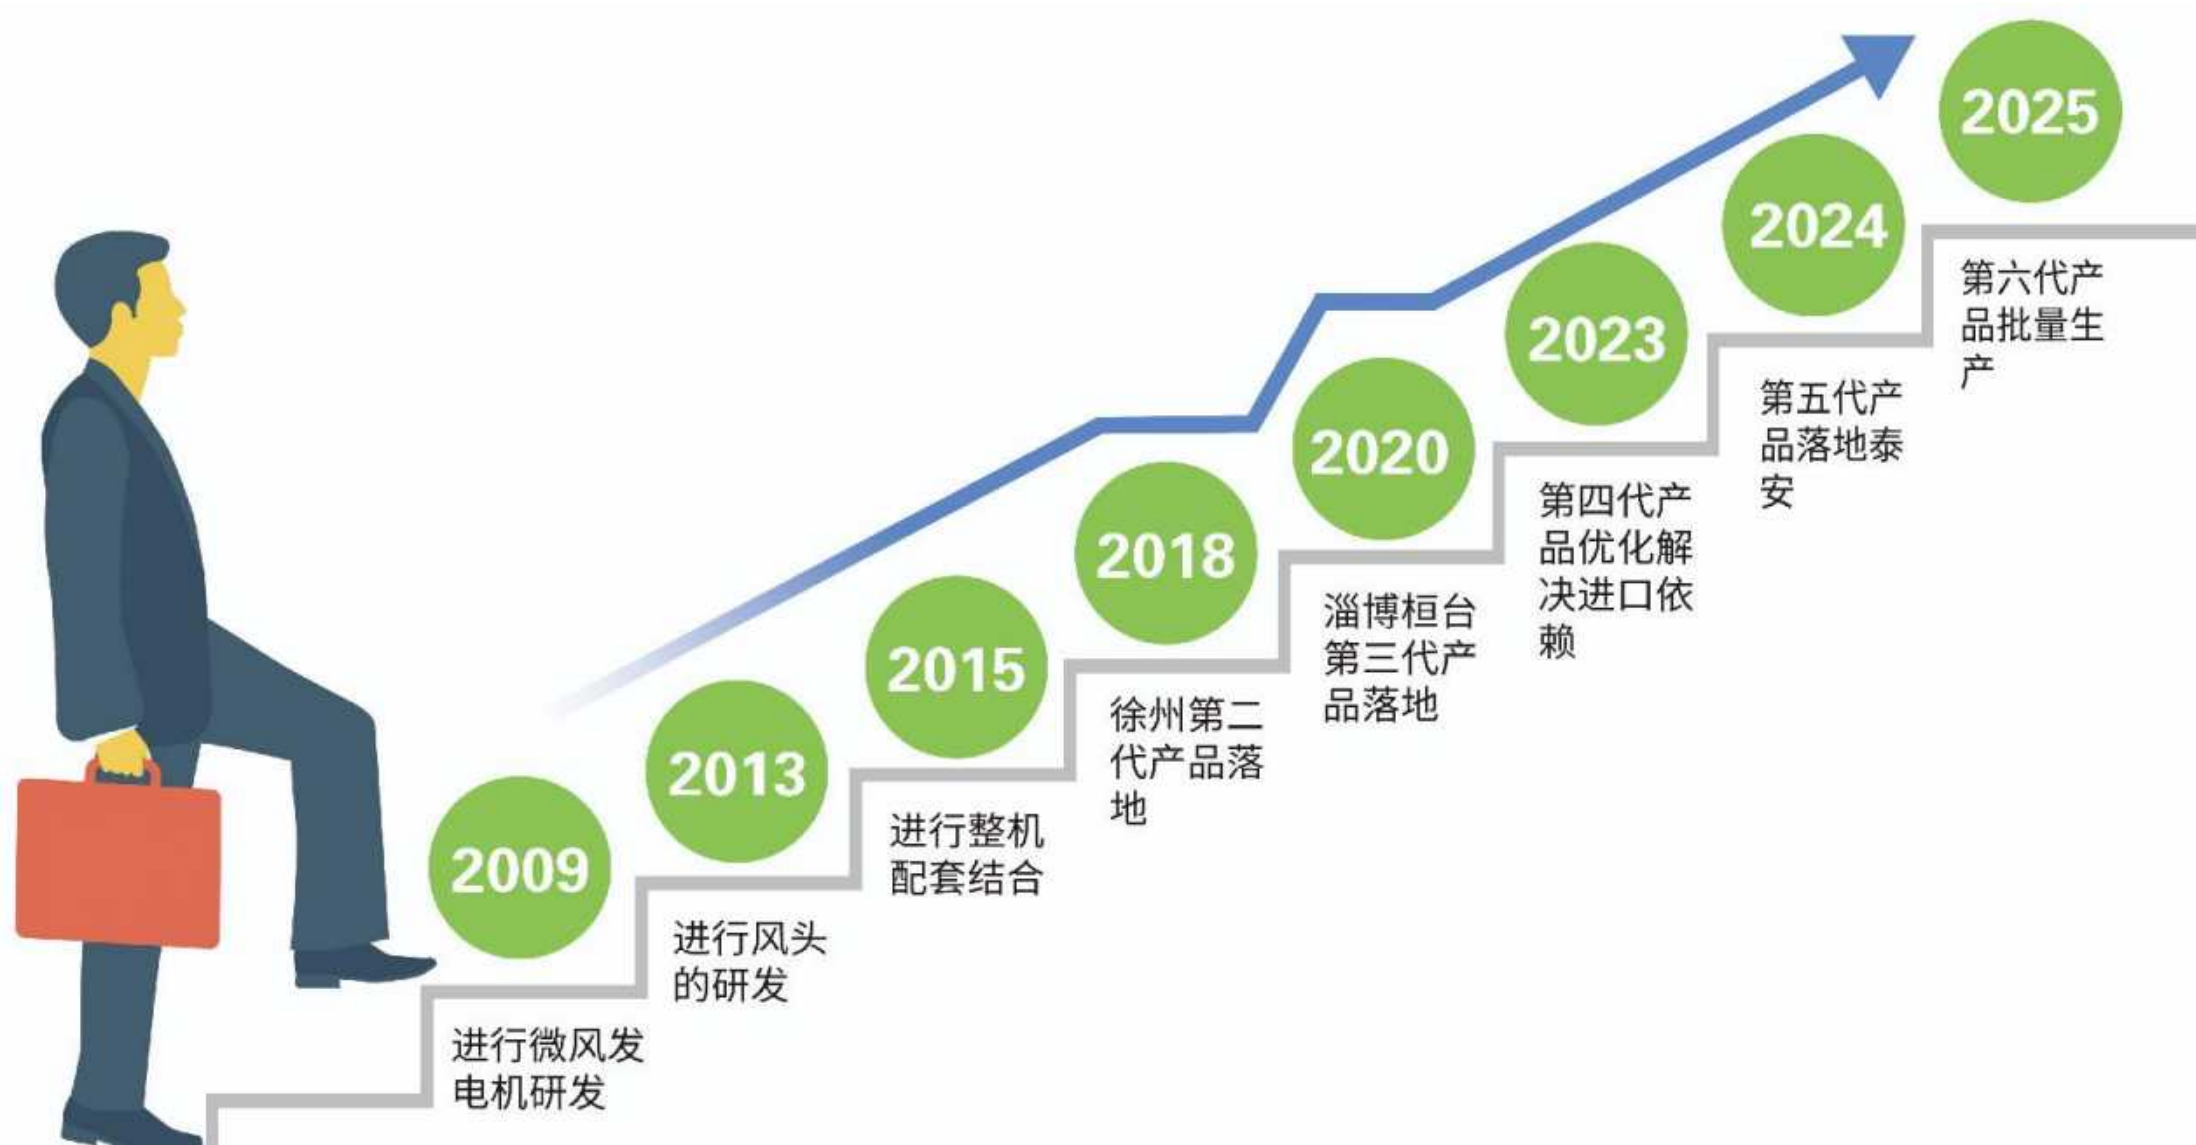 2009
进行微风发
电机研发
2013
进行风头
的研发
2015
进行整机
配套结合
2018
徐州第二
代产品落
地
2020
淄博桓台
第三代产
品落地
2023
第四代产
品优化解
决进口依
赖
2024
第五代产
品落地泰
安
2025
第六代产
品批量生
产